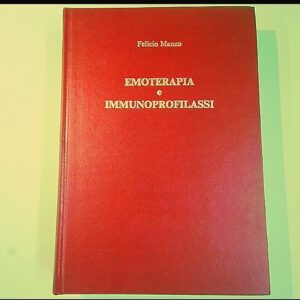 Felicio Manzo
EMOTERAPIA
e
IMMUNOPROFILASSI